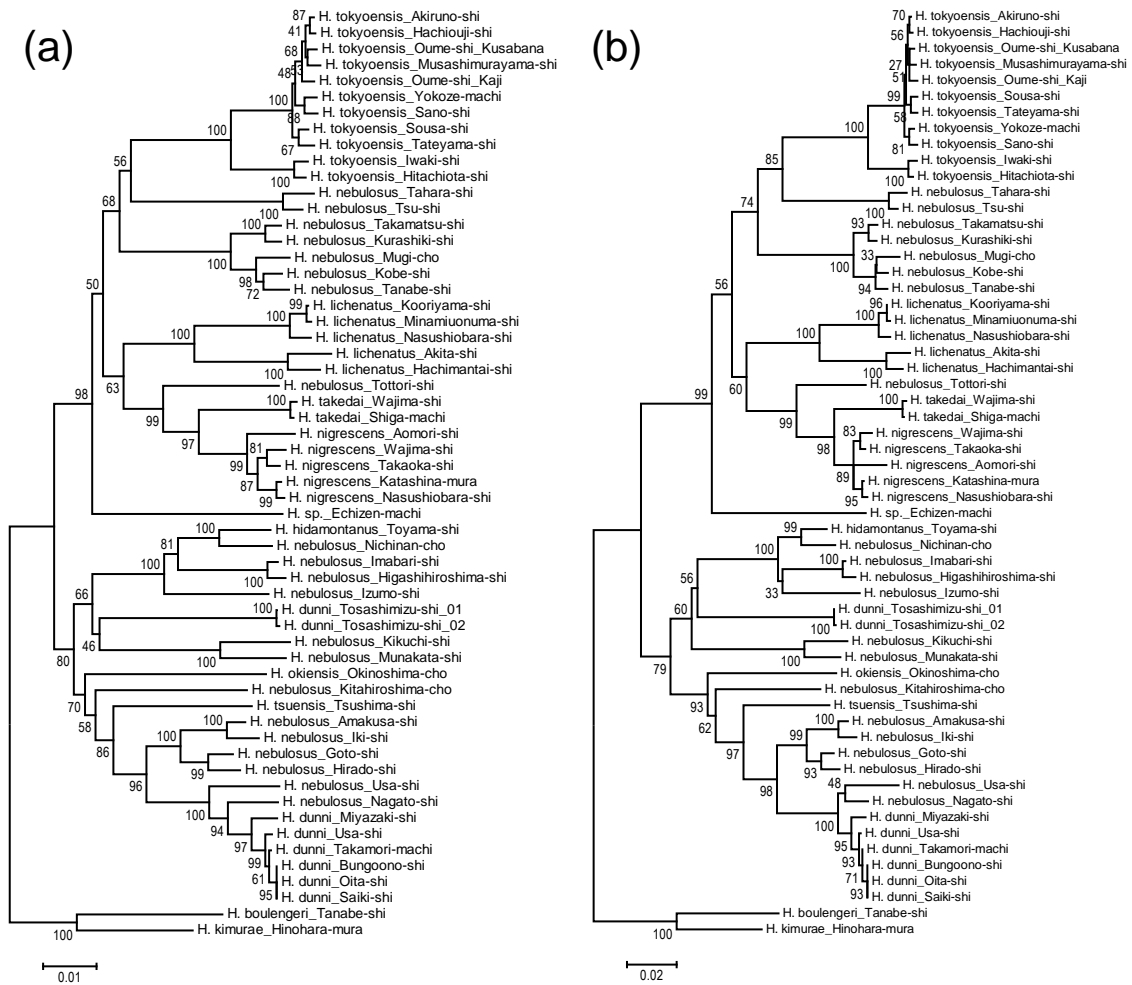 (a)
87
H. tokyoensis_Akiruno-shi
41
H. tokyoensis_Hachiouji-shi
68
H. tokyoensis_Oume-shi_Kusabana
H. tokyoensis_Musashimurayama-shi
48
H. tokyoensis_Oume-shi_Kaji
100
H. tokyoensis_Yokoze-machi
H. tokyoensis_Sano-shi
88
H. tokyoensis_Sousa-shi
100
H. tokyoensis_Tateyama-shi
67
H. tokyoensis_Iwaki-shi
56
H. tokyoensis_Hitachiota-shi
100
H. nebulosus_Tahara-shi
68
H. nebulosus_Tsu-shi
100
H. nebulosus_Takamatsu-shi
100
H. nebulosus_Kurashiki-shi
100
H. nebulosus_Mugi-cho
98
H. nebulosus_Kobe-shi
72
H. nebulosus_Tanabe-shi
50
99
H. lichenatus_Kooriyama-shi
100
H. lichenatus_Minamiuonuma-shi
100
H. lichenatus_Nasushiobara-shi
H. lichenatus_Akita-shi
100
H. lichenatus_Hachimantai-shi
63
H. nebulosus_Tottori-shi
98
100
H. takedai_Wajima-shi
99
H. takedai_Shiga-machi
97
H. nigrescens_Aomori-shi
81
H. nigrescens_Wajima-shi
99
H. nigrescens_Takaoka-shi
87
H. nigrescens_Katashina-mura
99
H. nigrescens_Nasushiobara-shi
H. sp._Echizen-machi
100
H. hidamontanus_Toyama-shi
81
H. nebulosus_Nichinan-cho
H. nebulosus_Imabari-shi
100
H. nebulosus_Higashihiroshima-shi
66
H. nebulosus_Izumo-shi
100
H. dunni_Tosashimizu-shi_01
H. dunni_Tosashimizu-shi_02
46
H. nebulosus_Kikuchi-shi
80
100
H. nebulosus_Munakata-shi
H. okiensis_Okinoshima-cho
70
H. nebulosus_Kitahiroshima-cho
58
H. tsuensis_Tsushima-shi
86
100
H. nebulosus_Amakusa-shi
100
H. nebulosus_Iki-shi
H. nebulosus_Goto-shi
99
H. nebulosus_Hirado-shi
96
H. nebulosus_Usa-shi
100
H. nebulosus_Nagato-shi
94
H. dunni_Miyazaki-shi
97
H. dunni_Usa-shi
H. dunni_Takamori-machi
99
H. dunni_Bungoono-shi
61
H. dunni_Oita-shi
95
H. dunni_Saiki-shi
H. boulengeri_Tanabe-shi
100
H. kimurae_Hinohara-mura
0.01
(b)
70
H. tokyoensis_Akiruno-shi
56
H. tokyoensis_Hachiouji-shi
H. tokyoensis_Oume-shi_Kusabana
27
H. tokyoensis_Musashimurayama-shi
51
H. tokyoensis_Oume-shi_Kaji
99
H. tokyoensis_Sousa-shi
58
H. tokyoensis_Tateyama-shi
100
H. tokyoensis_Yokoze-machi
81
H. tokyoensis_Sano-shi
85
H. tokyoensis_Iwaki-shi
100
H. tokyoensis_Hitachiota-shi
74
H. nebulosus_Tahara-shi
100
H. nebulosus_Tsu-shi
93
H. nebulosus_Takamatsu-shi
H. nebulosus_Kurashiki-shi
33
H. nebulosus_Mugi-cho
100
H. nebulosus_Kobe-shi
94
H. nebulosus_Tanabe-shi
56
96
H. lichenatus_Kooriyama-shi
100
H. lichenatus_Minamiuonuma-shi
100
H. lichenatus_Nasushiobara-shi
H. lichenatus_Akita-shi
100
H. lichenatus_Hachimantai-shi
60
H. nebulosus_Tottori-shi
99
100
H. takedai_Wajima-shi
99
H. takedai_Shiga-machi
83
H. nigrescens_Wajima-shi
98
H. nigrescens_Takaoka-shi
H. nigrescens_Aomori-shi
89
H. nigrescens_Katashina-mura
95
H. nigrescens_Nasushiobara-shi
H. sp._Echizen-machi
99
H. hidamontanus_Toyama-shi
100
H. nebulosus_Nichinan-cho
100
H. nebulosus_Imabari-shi
56
H. nebulosus_Higashihiroshima-shi
33
H. nebulosus_Izumo-shi
60
H. dunni_Tosashimizu-shi_01
100
H. dunni_Tosashimizu-shi_02
H. nebulosus_Kikuchi-shi
79
100
H. nebulosus_Munakata-shi
H. okiensis_Okinoshima-cho
93
H. nebulosus_Kitahiroshima-cho
62
H. tsuensis_Tsushima-shi
97
100
H. nebulosus_Amakusa-shi
99
H. nebulosus_Iki-shi
H. nebulosus_Goto-shi
93
H. nebulosus_Hirado-shi
98
48
H. nebulosus_Usa-shi
H. nebulosus_Nagato-shi
100
H. dunni_Miyazaki-shi
95
H. dunni_Usa-shi
H. dunni_Takamori-machi
93
H. dunni_Bungoono-shi
71
H. dunni_Oita-shi
93
H. dunni_Saiki-shi
H. boulengeri_Tanabe-shi
100
H. kimurae_Hinohara-mura
0.02